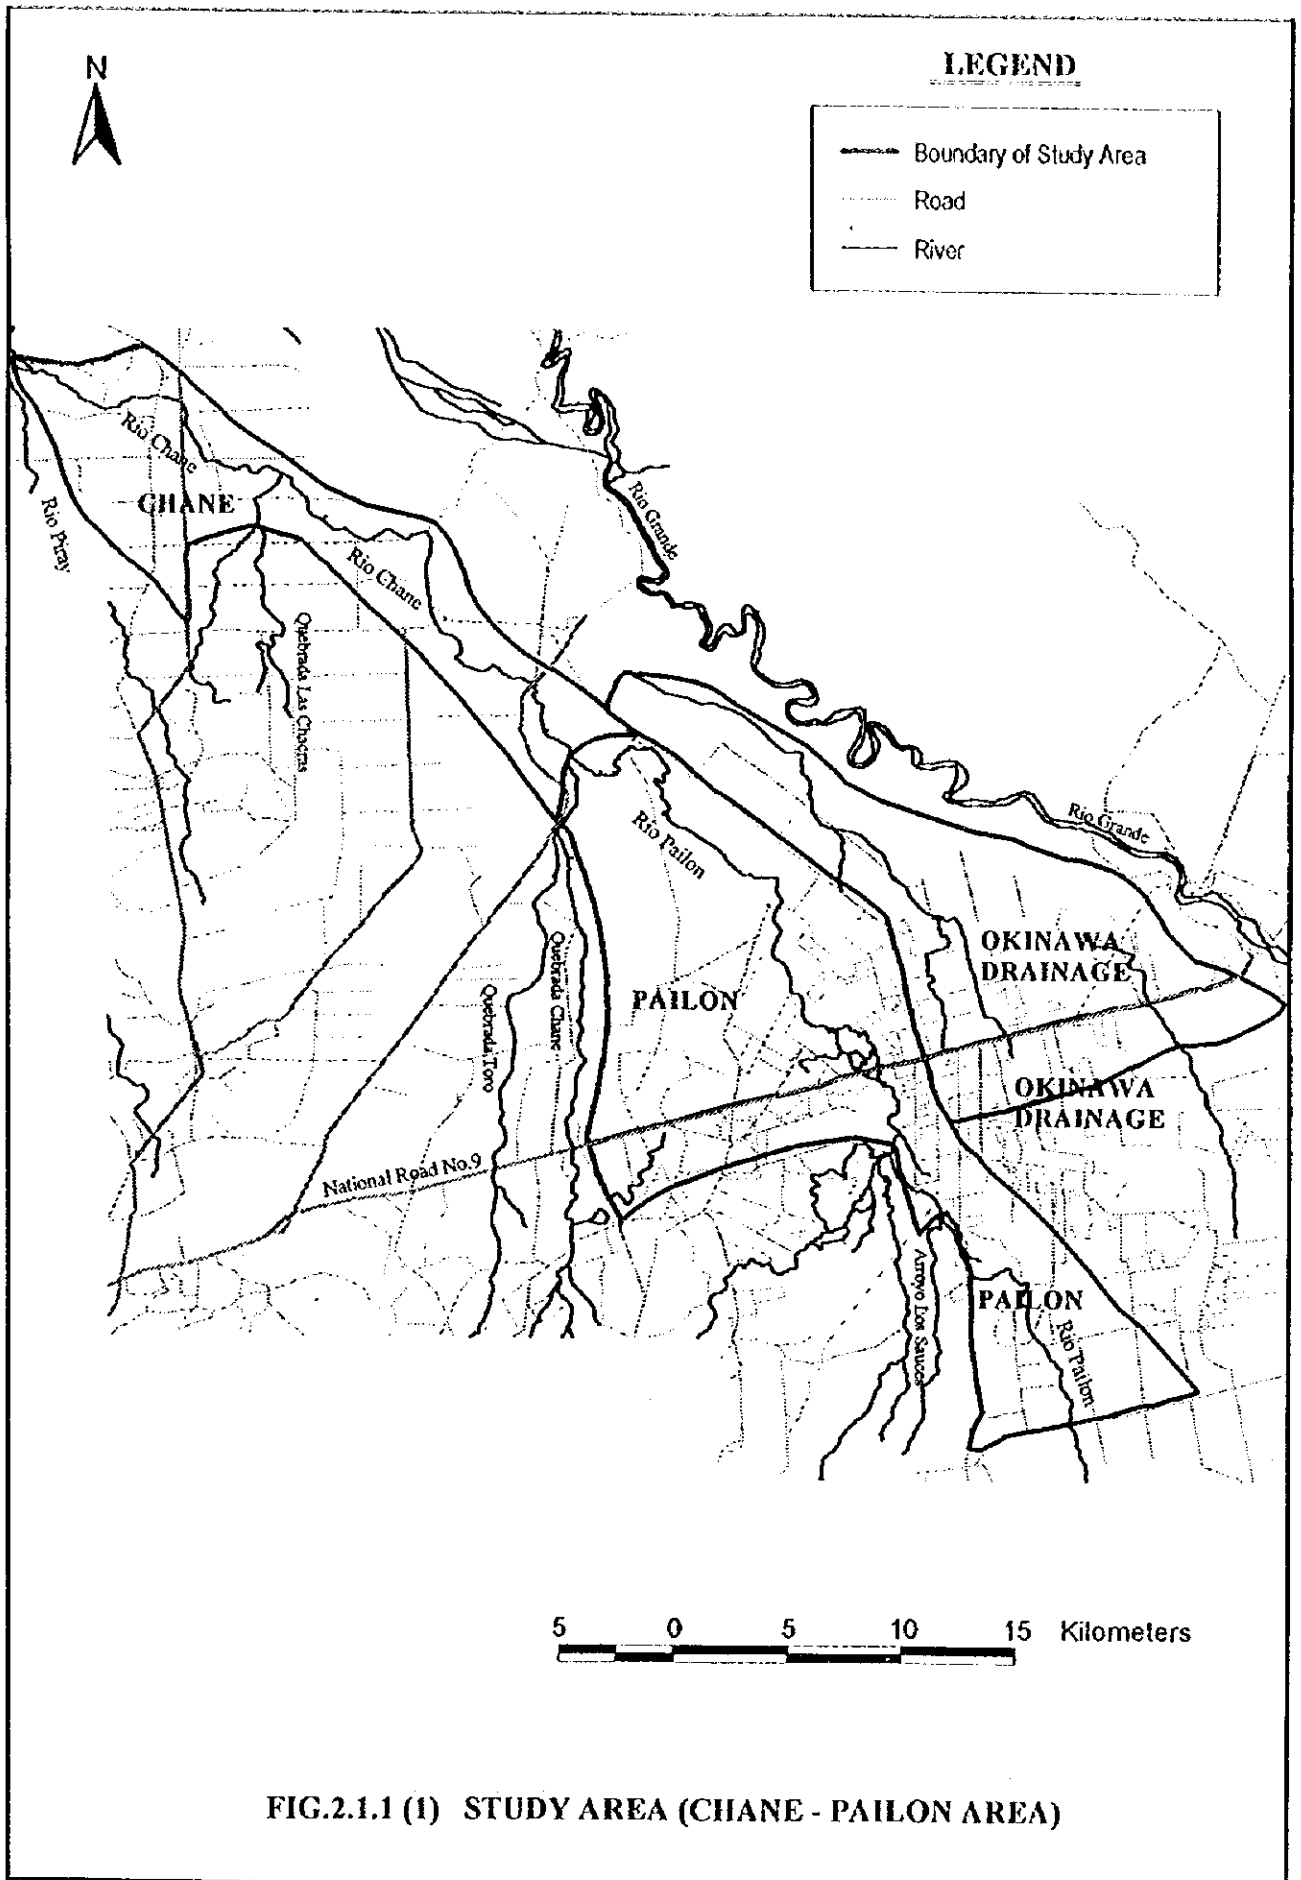 N
LEGEND
Boundary of Study Area
Road
River
Rio Chane
CHANE
Rio Piray
Rio Grande
Rio Chane
Quebrada Las Chacras
Rio Grande
Rio Pailon
OKINAWA
DRAINAGE
Quebrada Chane
Quebrada Toro
PAILON
OKINAWA
DRAINAGE
National Road No.9
Arroyo Los Sauces
PAILON
Rio Pailon
5 0 5 10 15 Kilometers
FIG.2.1.1 (1) STUDY AREA (CHANE - PAILON AREA)